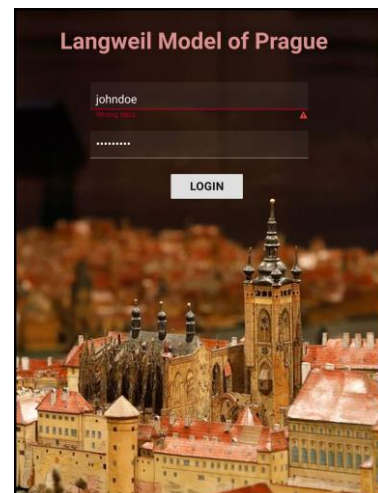 Langweil Model of Prague
johndoe
Wrong data
•••••••••
LOGIN